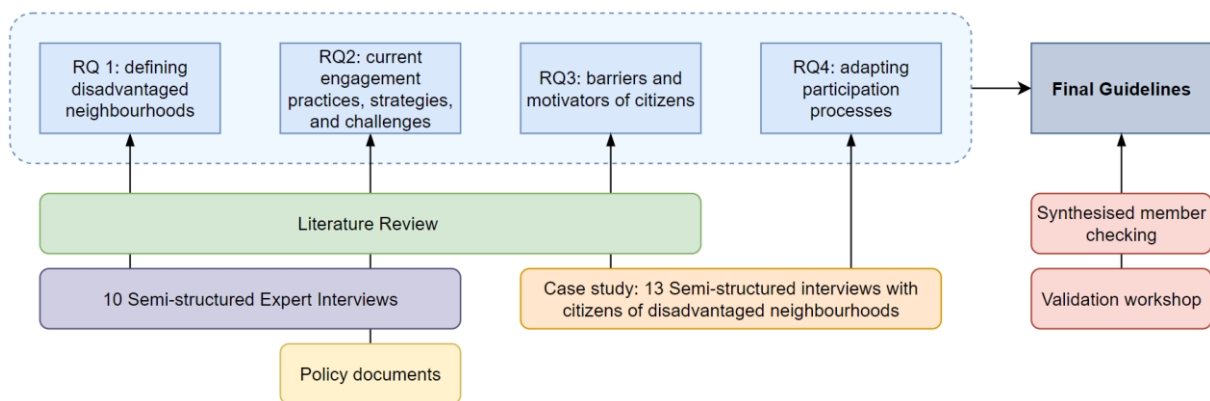 RQ 1: defining
disadvantaged
neighbourhoods
RQ2: current
engagement
practices, strategies,
and challenges
RQ3: barriers and
motivators of citizens
RQ4: adapting
participation
processes
Final Guidelines
Literature Review
Synthesised member
checking
10 Semi-structured Expert Interviews
Case study: 13 Semi-structured interviews with
citizens of disadvantaged neighbourhoods
Validation workshop
Policy documents